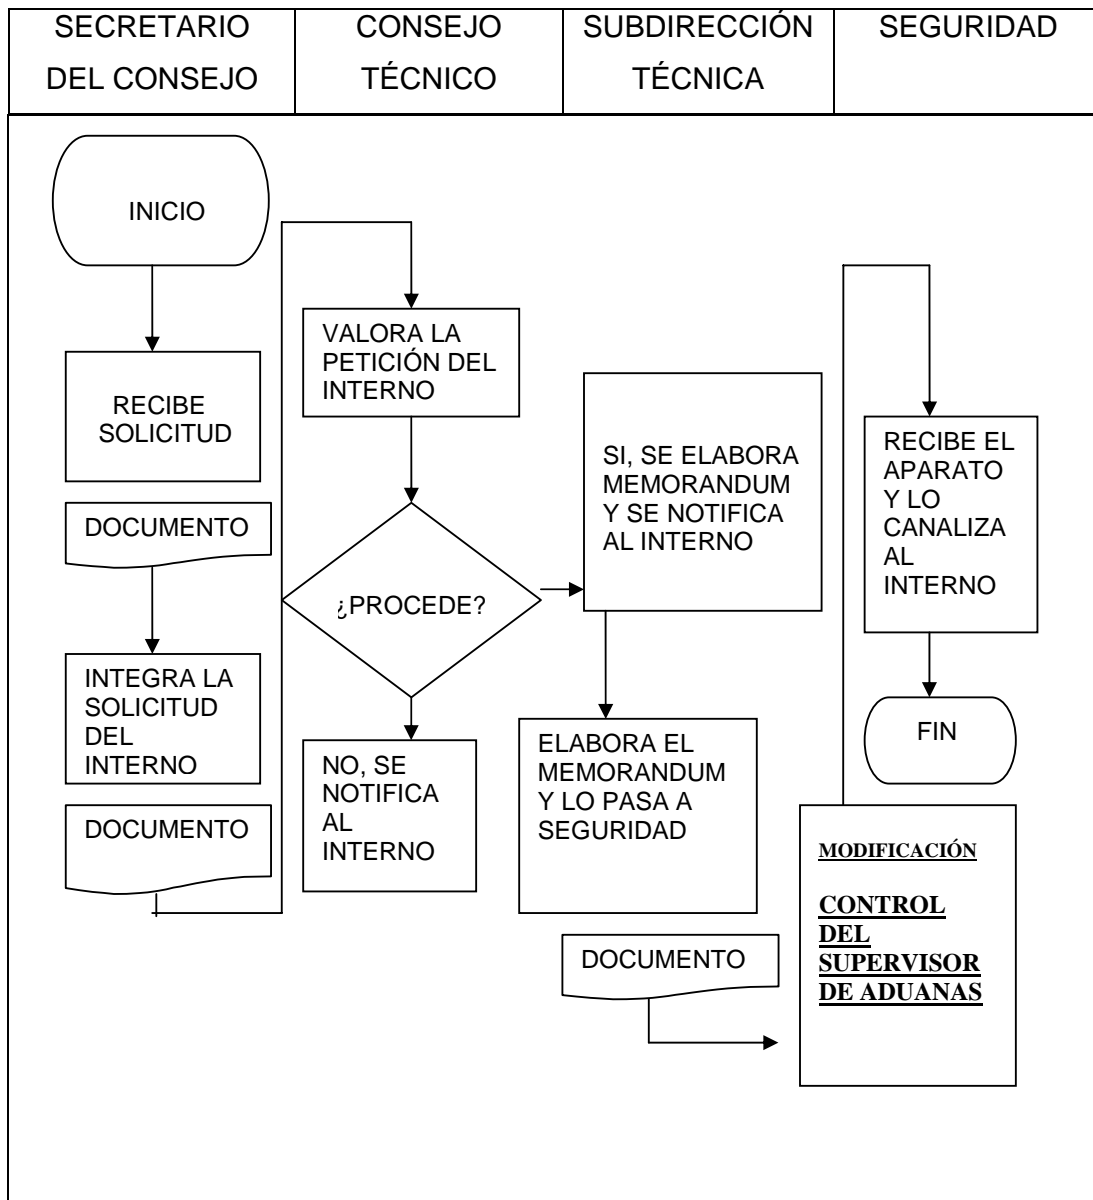 SECRETARIO
DEL CONSEJO
CONSEJO
TÉCNICO
SUBDIRECCIÓN
TÉCNICA
SEGURIDAD
INICIO
RECIBE
SOLICITUD
DOCUMENTO
INTEGRA LA
SOLICITUD
DEL
INTERNO
DOCUMENTO
VALORA LA
PETICIÓN DEL
INTERNO
¿PROCEDE?
NO, SE
NOTIFICA
AL
INTERNO
SI, SE ELABORA
MEMORANDUM
Y SE NOTIFICA
AL INTERNO
ELABORA EL
MEMORANDUM
Y LO PASA A
SEGURIDAD
DOCUMENTO
MODIFICACIÓN
CONTROL
DEL
SUPERVISOR
DE ADUANAS
RECIBE EL
APARATO
Y LO
CANALIZA
AL
INTERNO
FIN